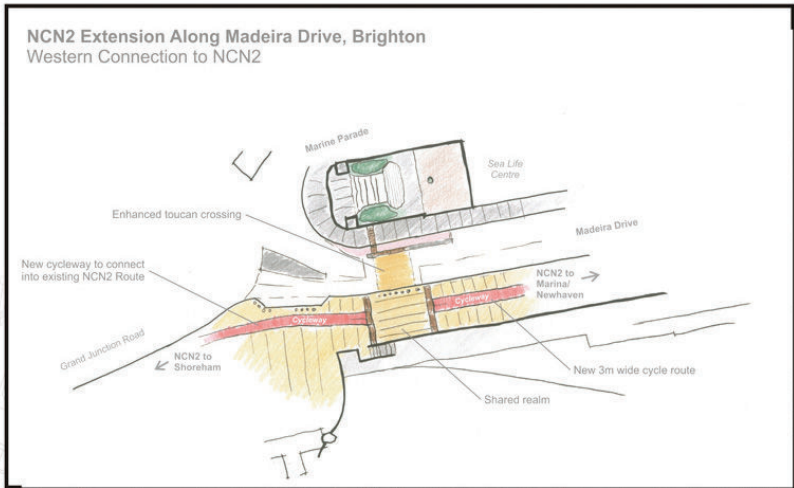 NCN2 Extension Along Madeira Drive, Brighton
Western Connection to NCN2
Marine Parade
Sea Life
Centre
Enhanced toucan crossing
Madeira Drive
New cycleway to connect
into existing NCN2 Route
NCN2 to
Marina/
Newhaven
Cycleway
Cycleway
Grand Junction Road
NCN2 to
Shoreham
New 3m wide cycle route
Shared realm